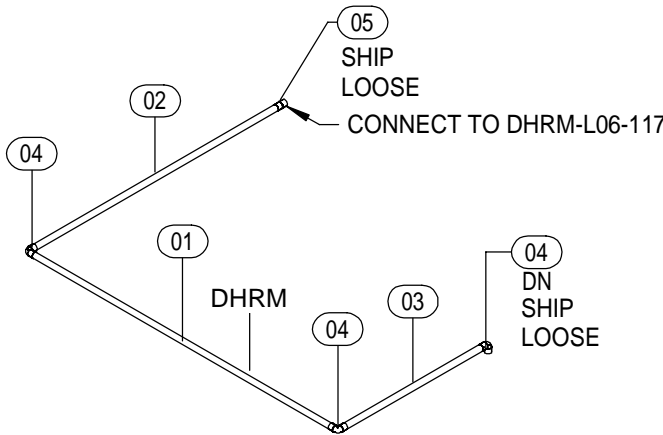 05
SHIP
LOOSE
02
CONNECT TO DHRM-L06-117
04
01
04
DN
SHIP
LOOSE
DHRM
03
04